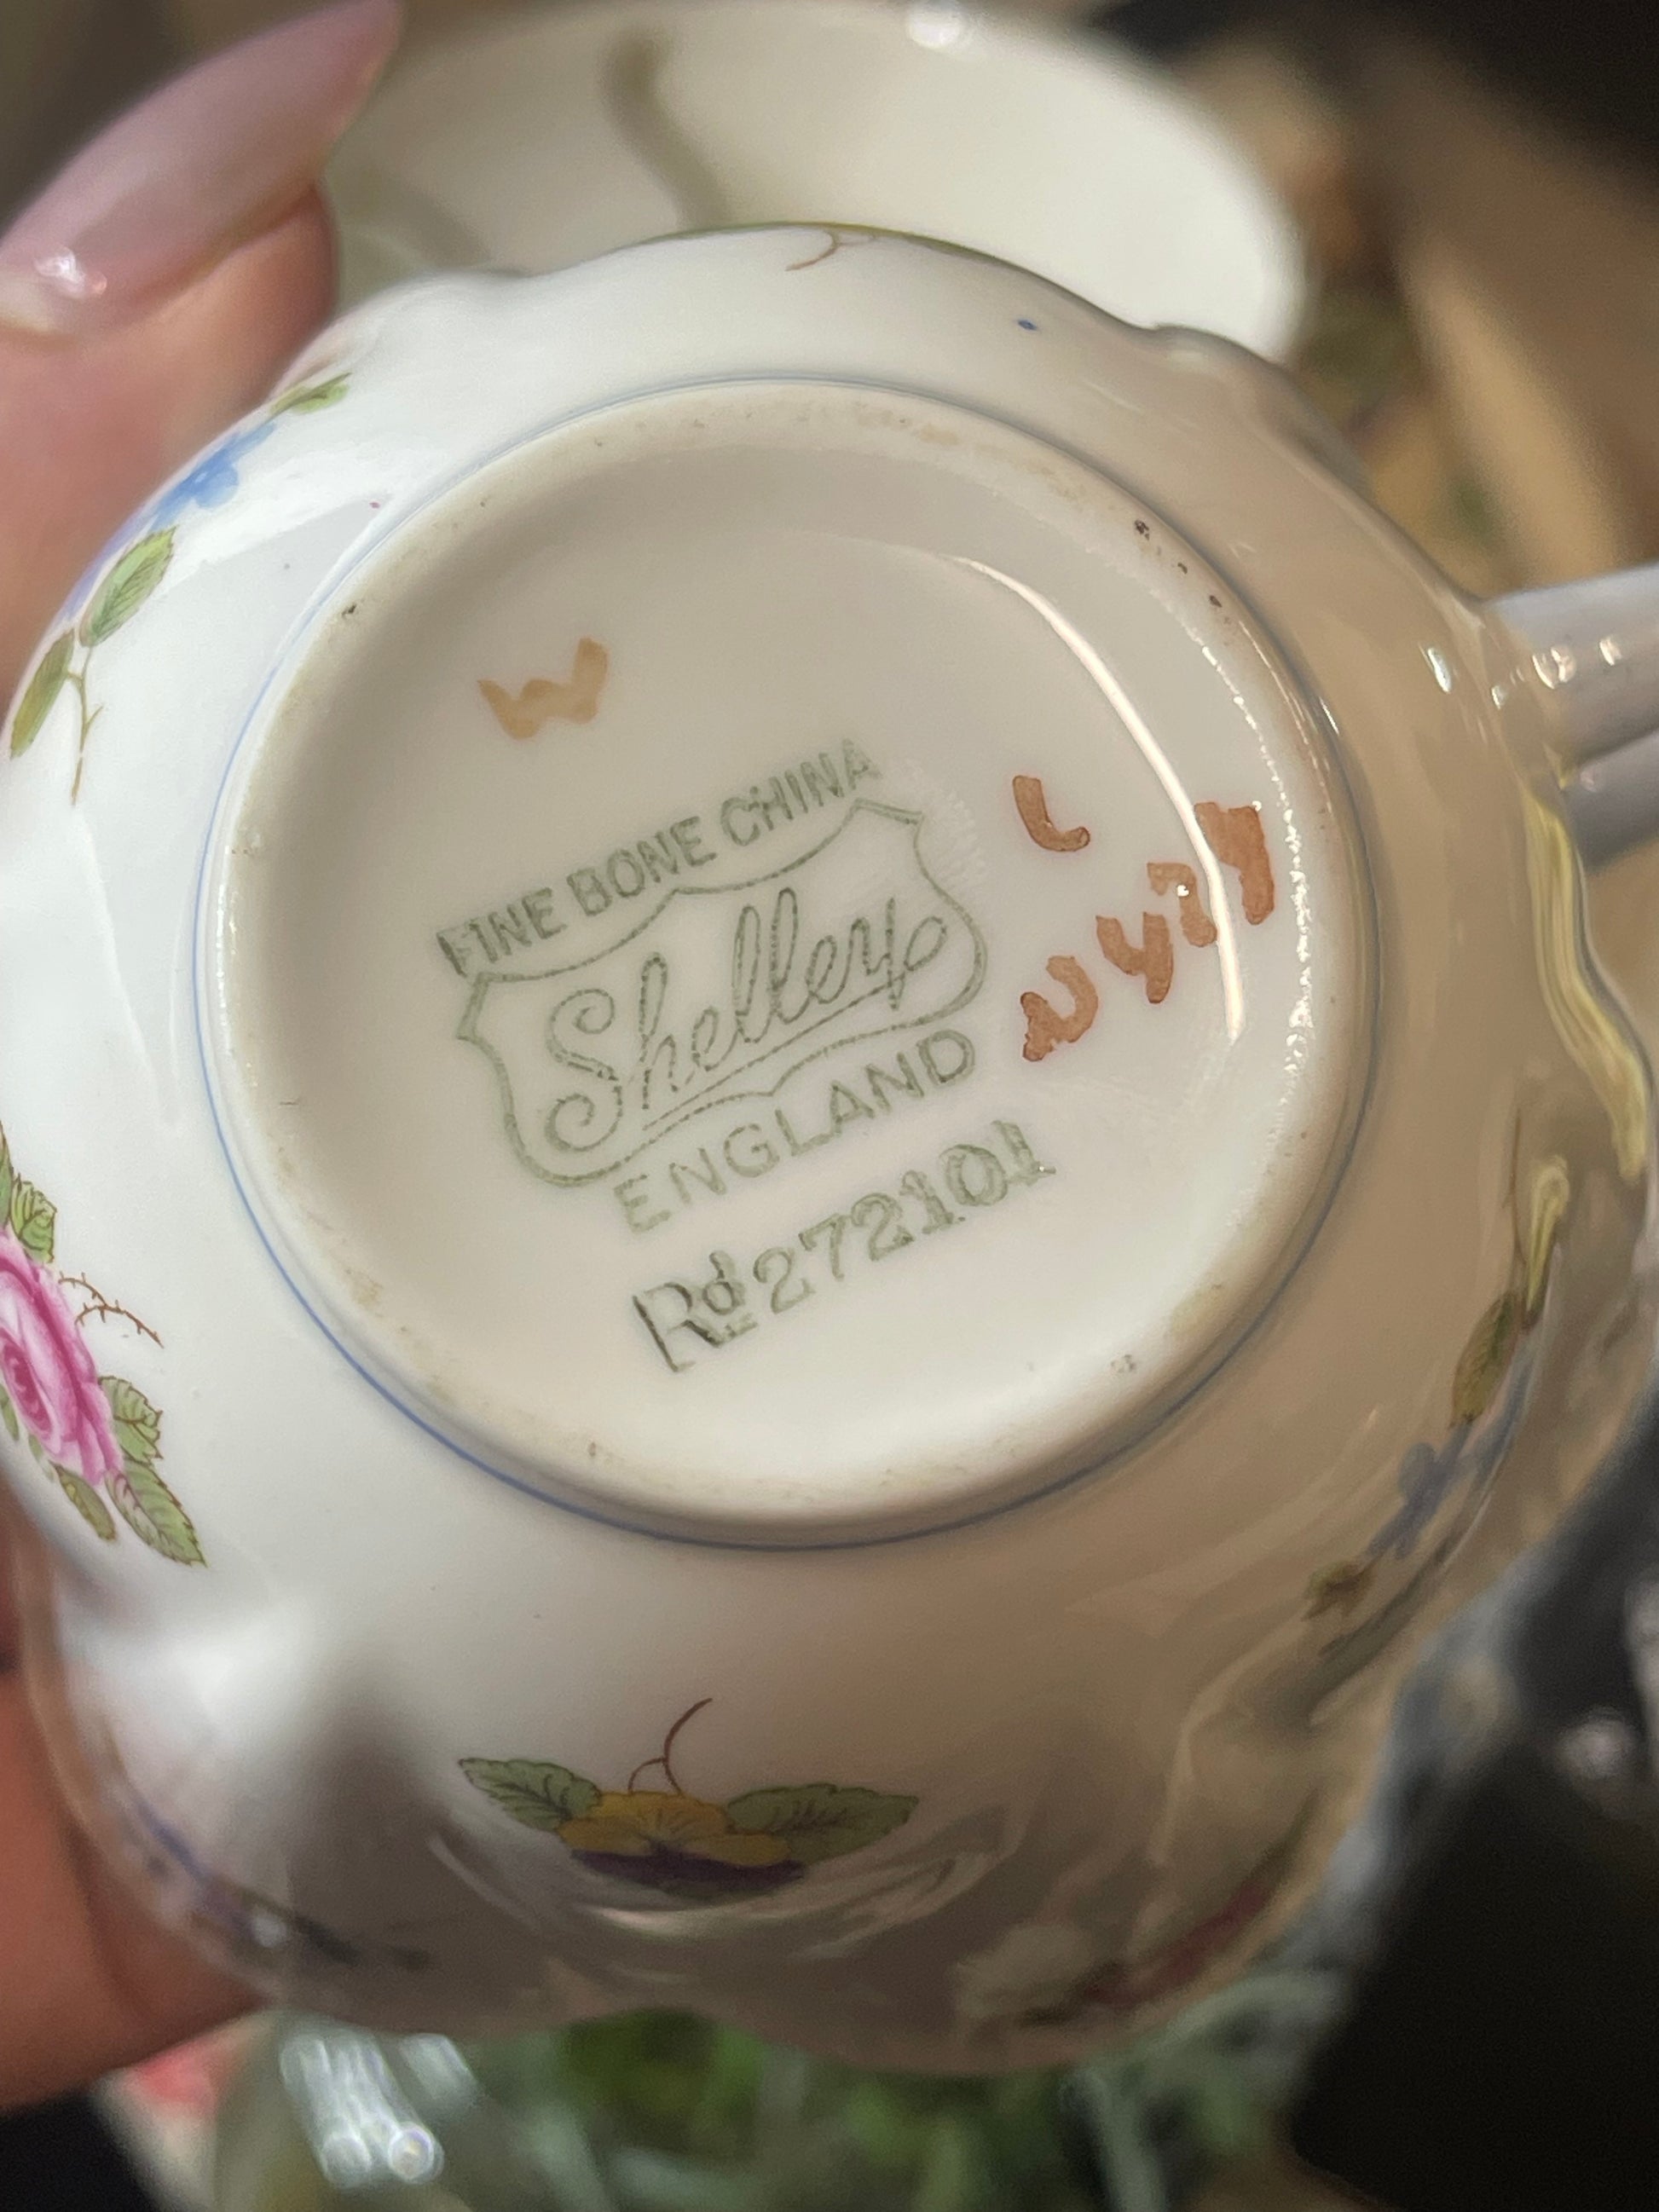 W
FINE BONE CHINA
Shelley
ENGLAND
Rd 272101
L